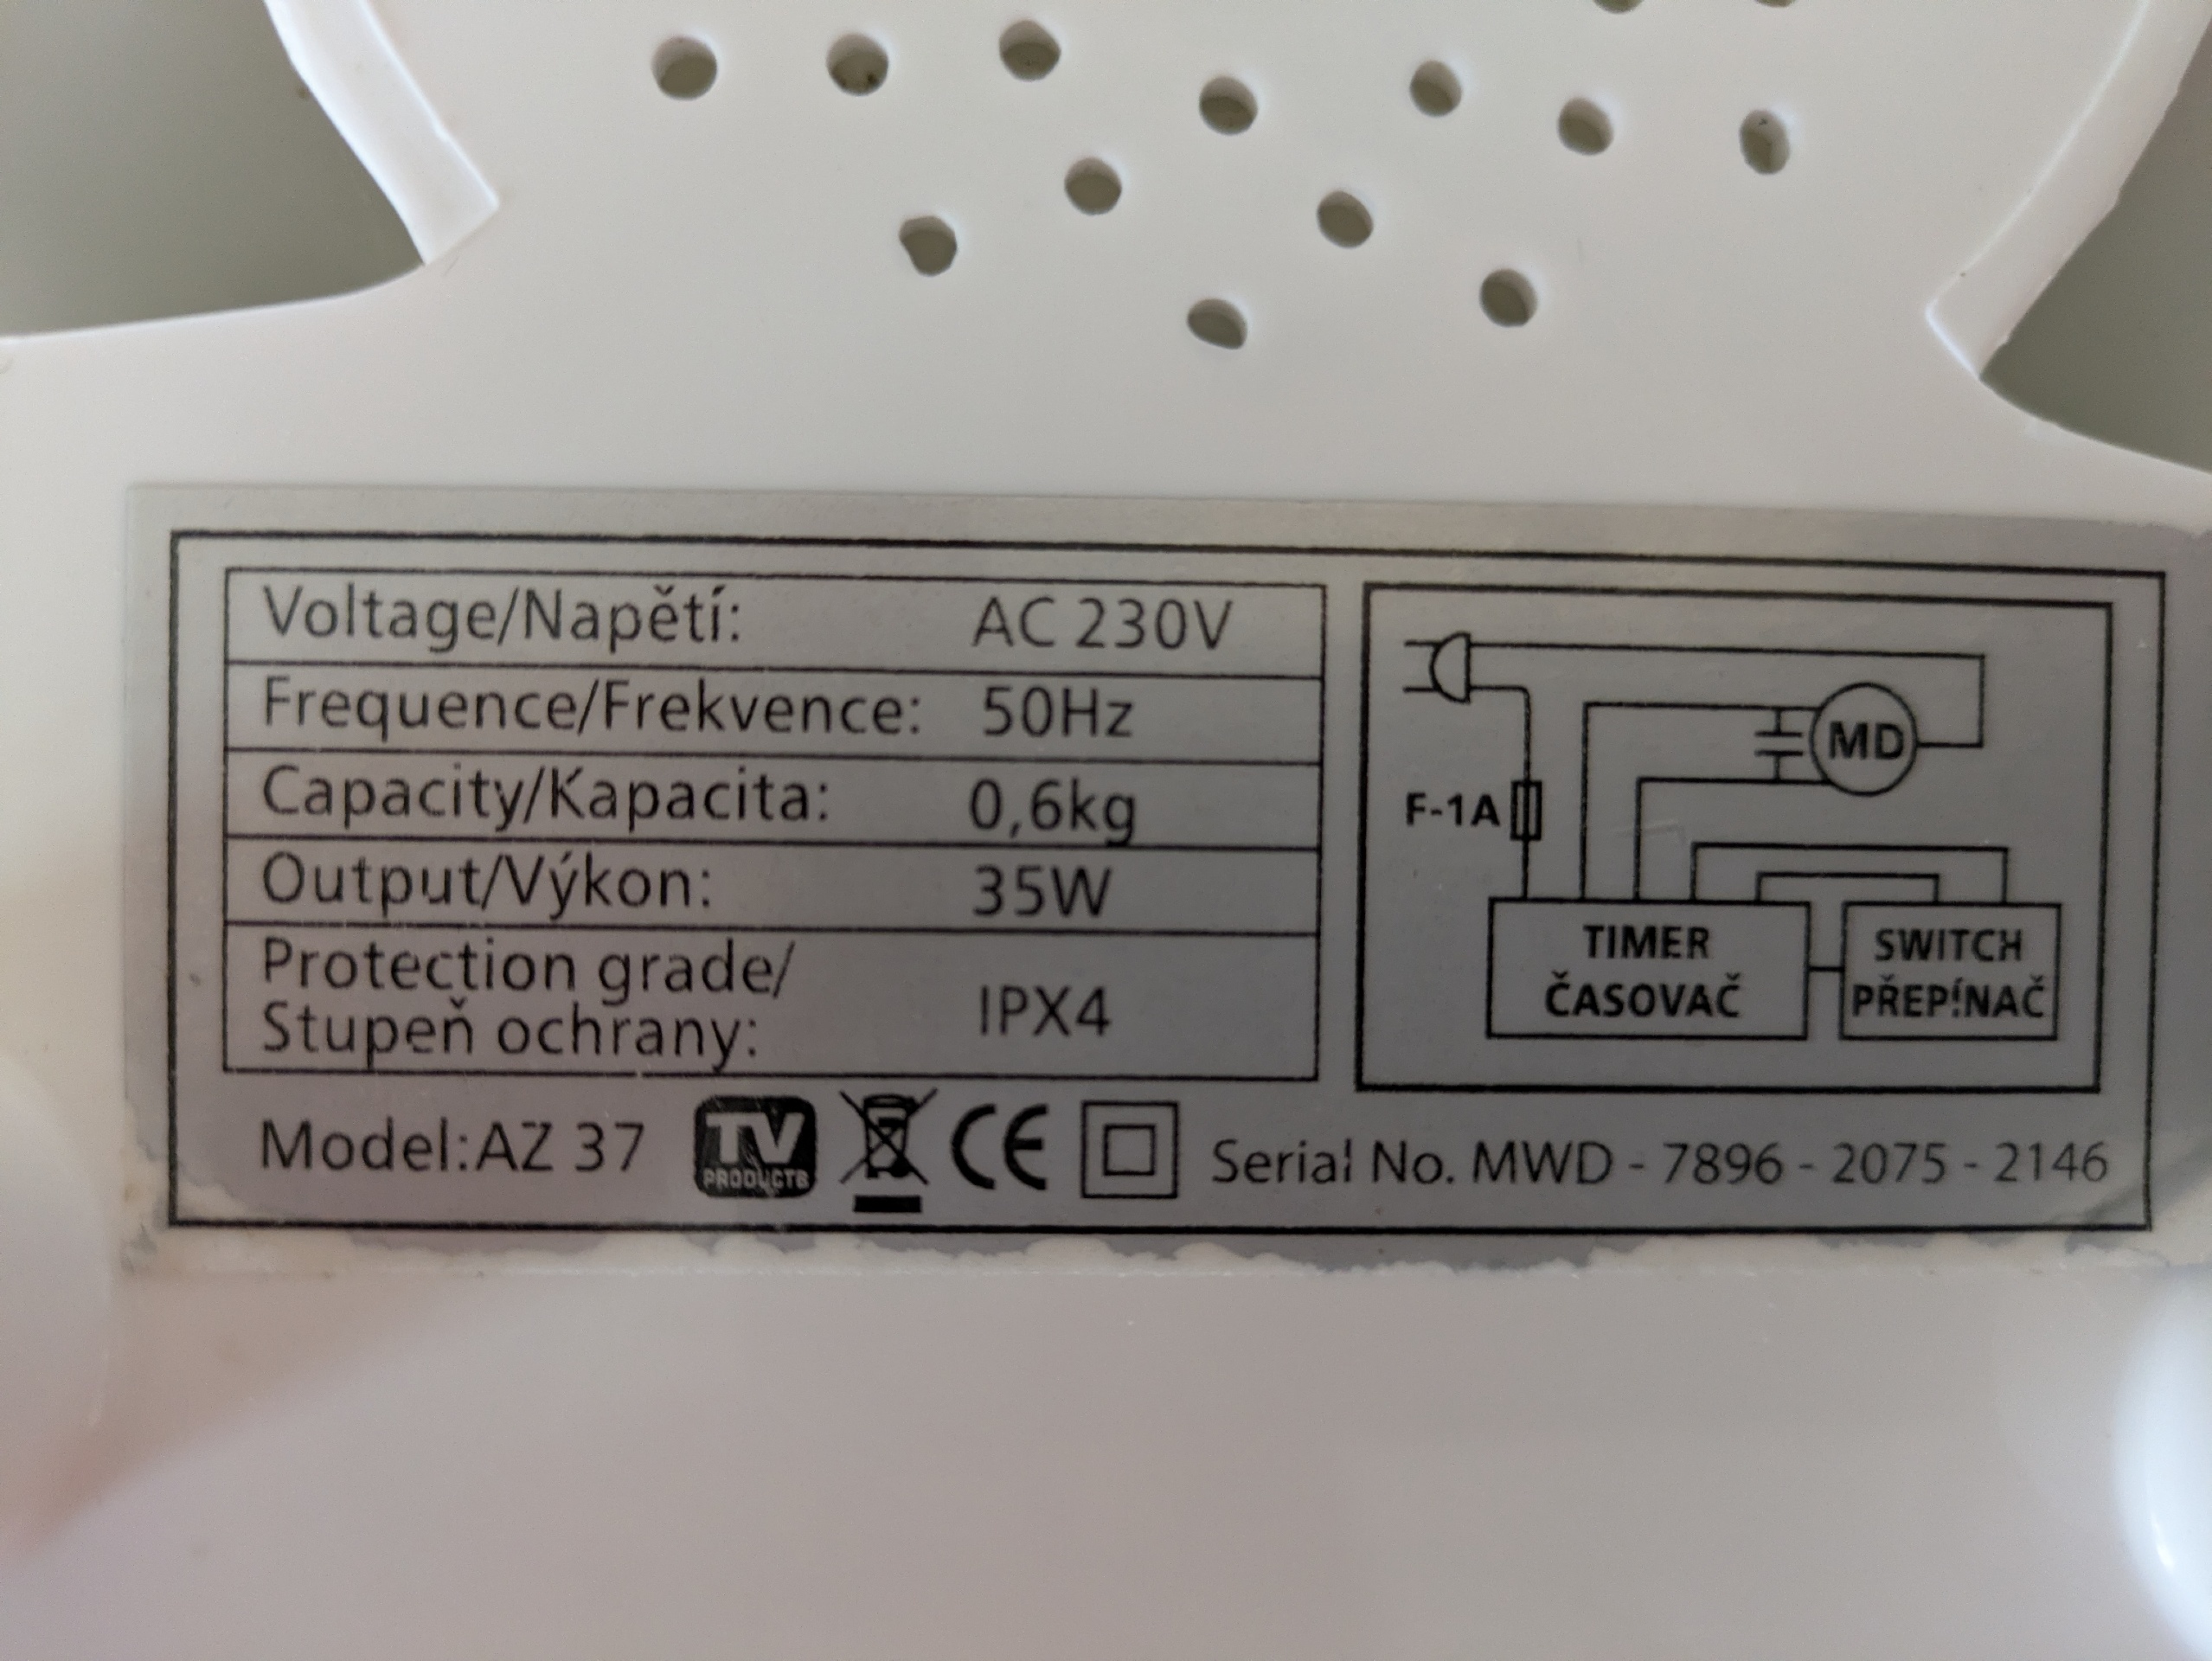 Voltage/Napětí: AC 230V
Frequence/Frekvence: 50Hz
Capacity/Kapacita: 0,6kg
Output/Výkon: 35W
Protection grade/
Stupeň ochrany: IPX4
MD
F-1A
TIMER
ČASOVAČ
SWITCH
PŘEPÍNAČ
Model:AZ 37
TV
PRODUCTS
CE
Serial No. MWD - 7896 - 2075 - 2146